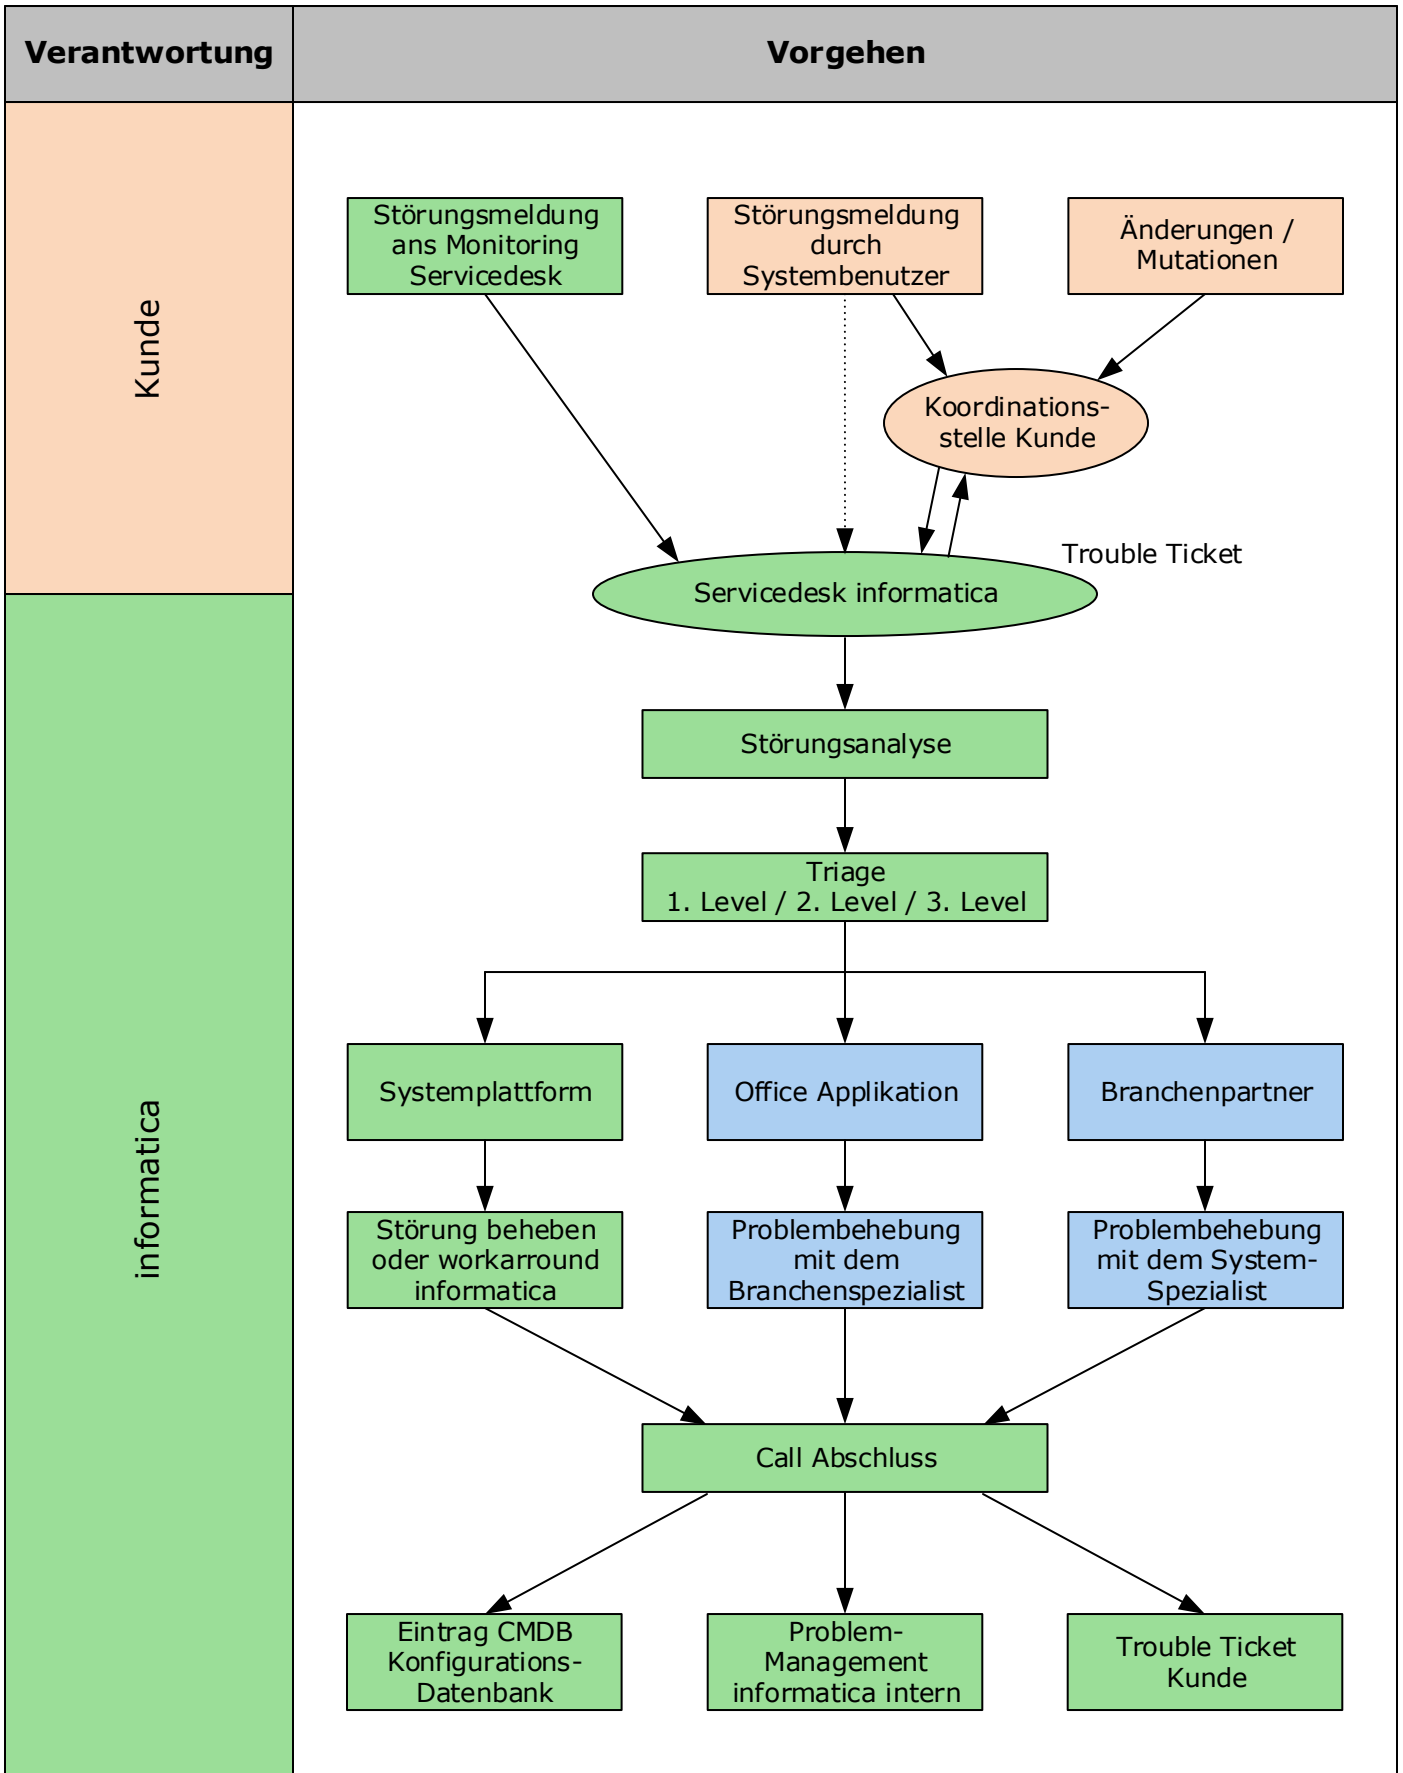 Verantwortung
Vorgehen
Kunde
Störungsmeldung
ans Monitoring
Servicedesk
Störungsmeldung
durch
Systembenutzer
Änderungen /
Mutationen
Koordinations-
stelle Kunde
Trouble Ticket
Servicedesk informatica
informatica
Störungsanalyse
Triage
1. Level / 2. Level / 3. Level
Systemplattform
Office Applikation
Branchenpartner
Störung beheben
oder workarround
informatica
Problembehebung
mit dem
Branchenspezialist
Problembehebung
mit dem System-
Spezialist
Call Abschluss
Eintrag CMDB
Konfigurations-
Datenbank
Problem-
Management
informatica intern
Trouble Ticket
Kunde